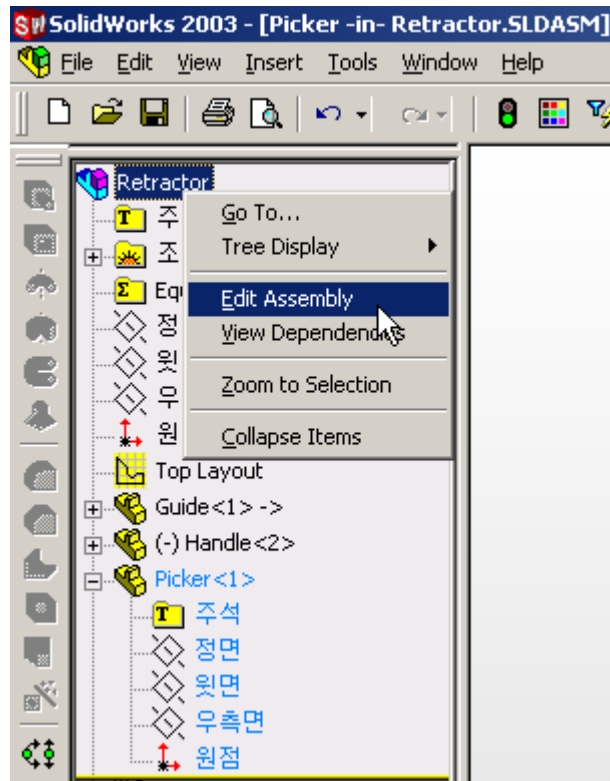 SolidWorks 2003 - [Picker -in- Retractor.SLDASM]
File Edit View Insert Tools Window Help
Retractor
주
조
Equ
정
윗
우
원
Go To...
Tree Display
Edit Assembly
View Dependencies
Zoom to Selection
Collapse Items
Top Layout
Guide<1> ->
(-) Handle<2>
Picker<1>
주석
정면
윗면
우측면
원점